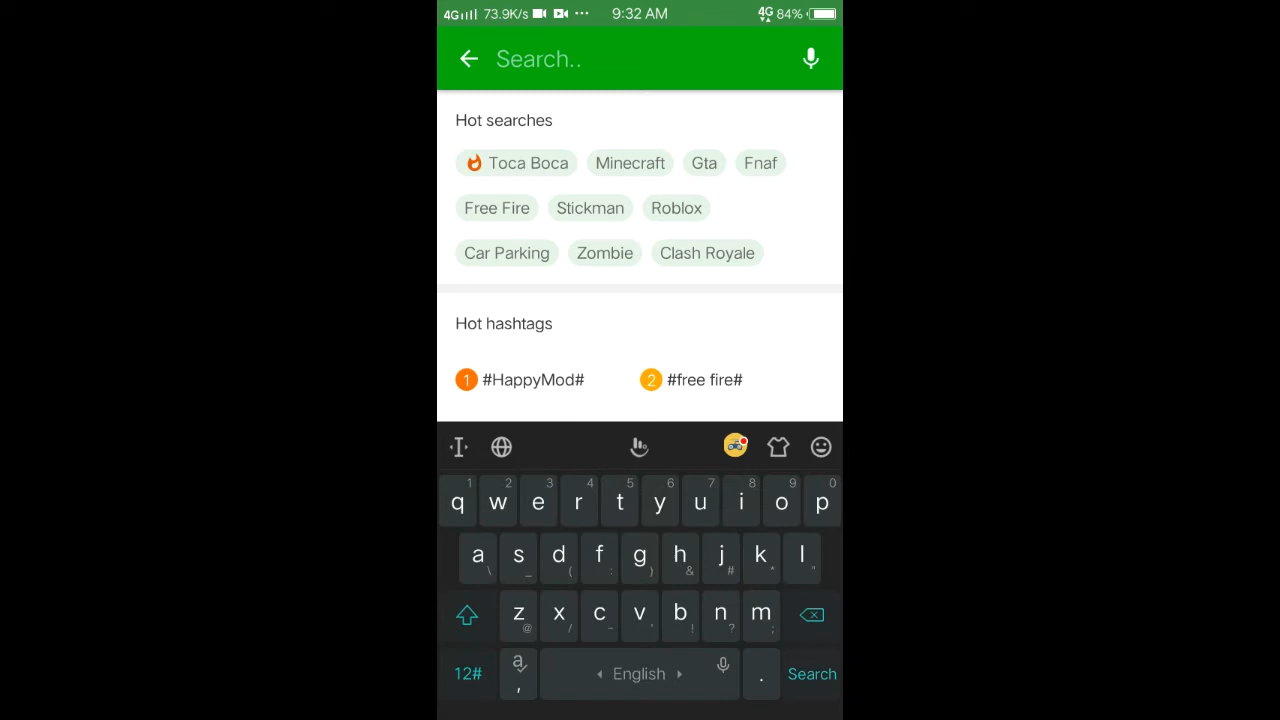 4G 73.9K/s ... 9:32 AM 4G 84%
Search..
Hot searches
Toca Boca Minecraft Gta Fnaf
Free Fire Stickman Roblox
Car Parking Zombie Clash Royale
Hot hashtags
1 #HappyMod# 2 #free fire#
1 2 3 4 5 6 7 8 9 0
q w e r t y u i o p
a s d f g h j k l
\ _ ( : ) & # * "
z x c v b n m
@ / - ' ! ? ;
12# a , English . Search